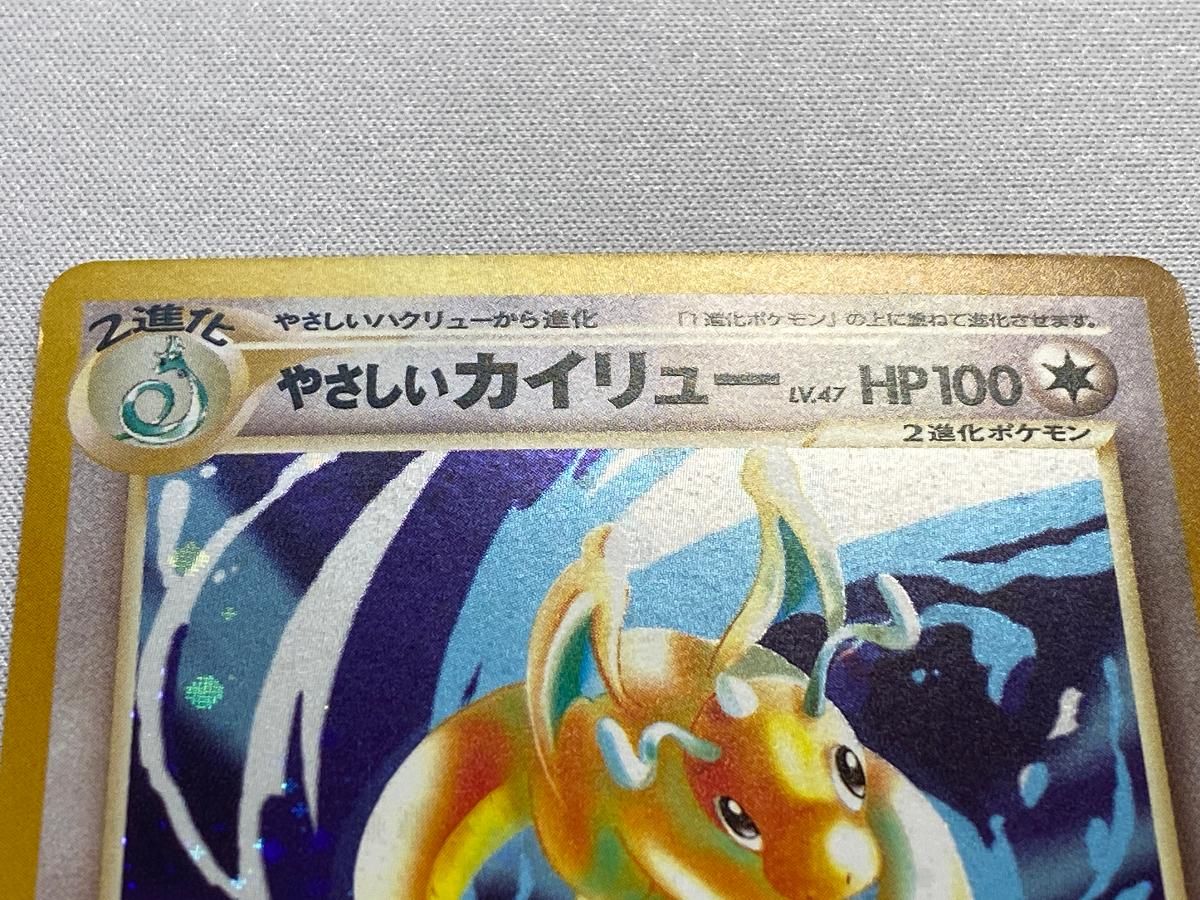 2進化
やさしいハクリューから進化 「1進化ポケモン」の上に重ねて進化させます。
やさしいカイリュー LV.47 HP100
2進化ポケモン